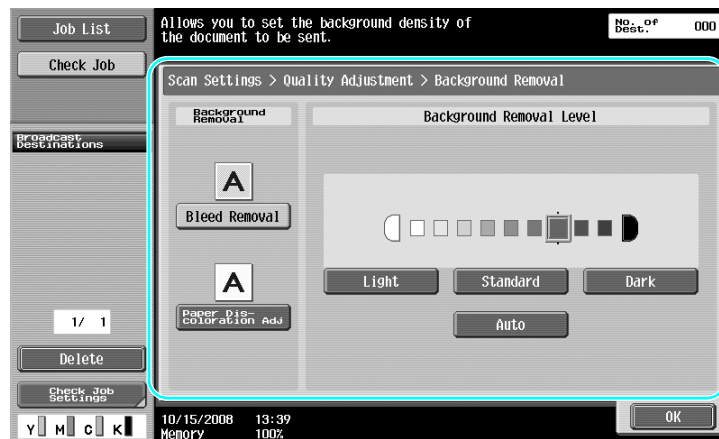 Job List
Allows you to set the background density of
the document to be sent.
No. of
Dest.
000
Check Job
Scan Settings > Quality Adjustment > Background Removal
Background
Removal
Background Removal Level
Broadcast
Destinations
A
Bleed Removal
A
Paper Dis-
coloration Adj
Light
Standard
Dark
Auto
1/ 1
Delete
Check Job
Settings
OK
Y M C K
10/15/2008 13:39
Memory 100%